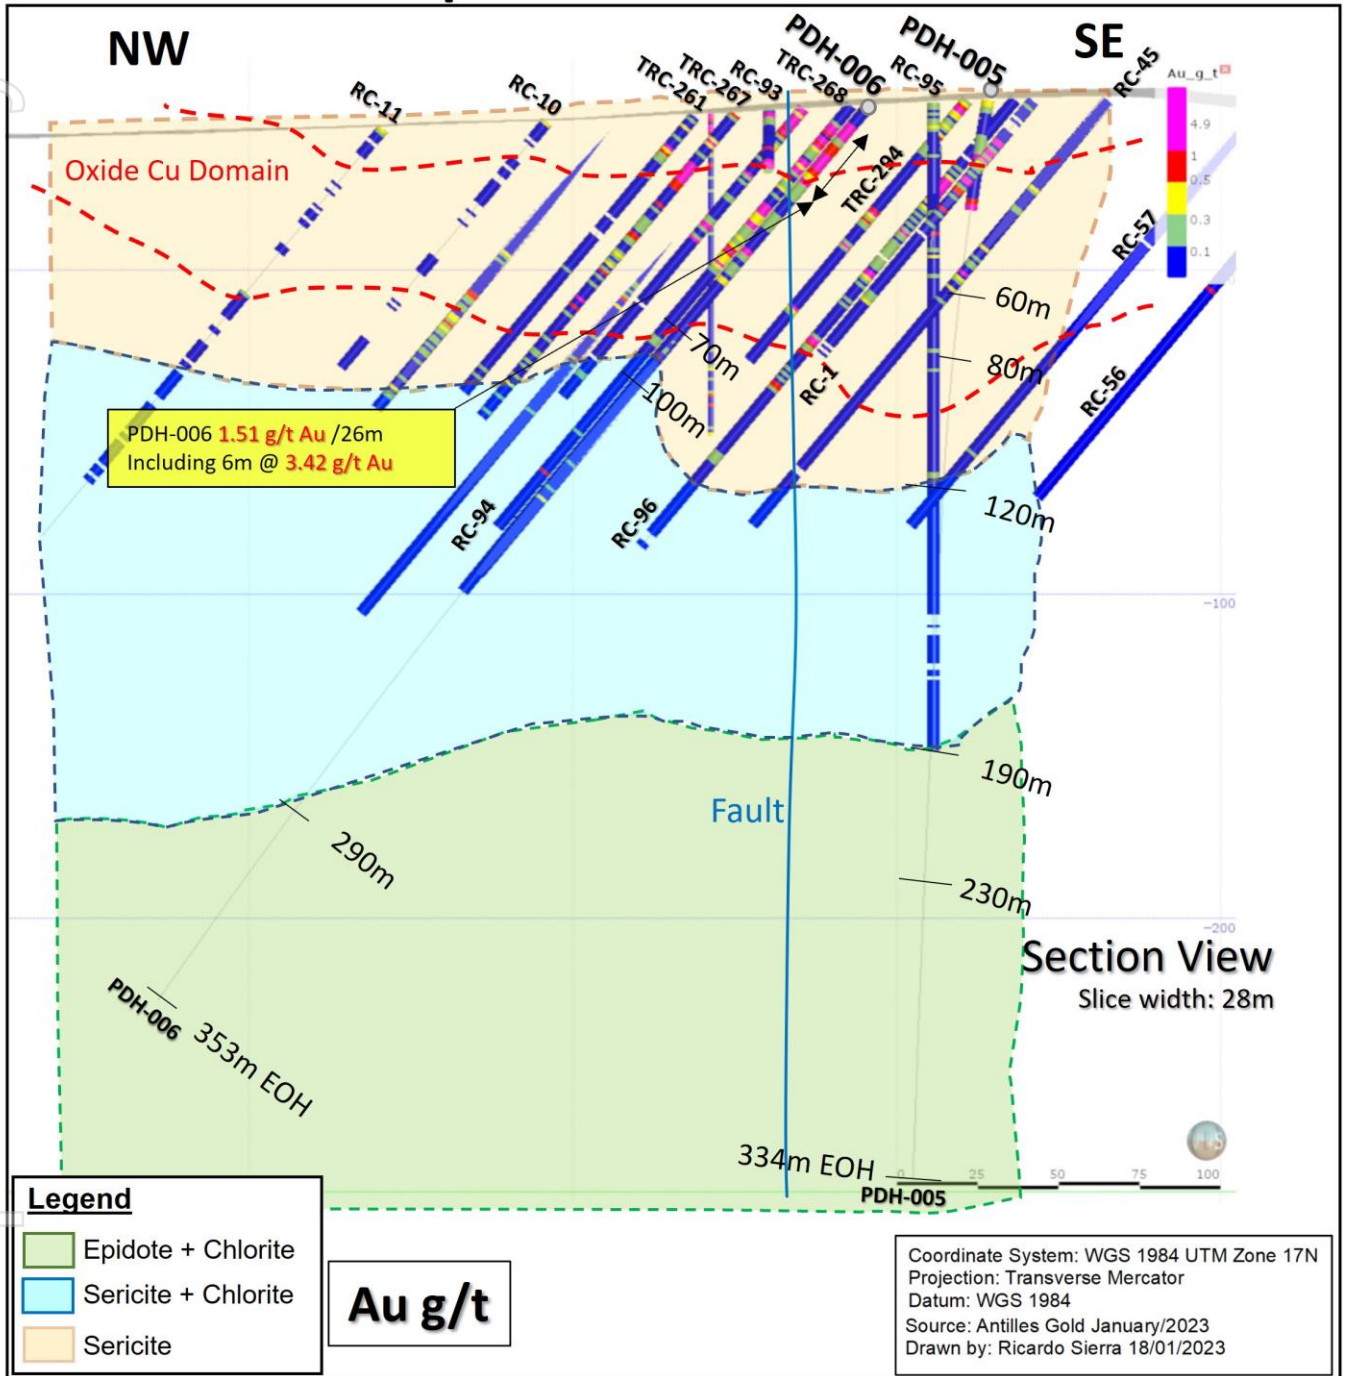 NW
SE
RC-11
RC-10
TRC-261
TRC-267
RC-93
TRC-268
PDH-006
RC-95
PDH-005
RC-45
Au_g_t
4.9
1
0.5
0.3
0.1
Oxide Cu Domain
TRC-294
RC-57
60m
80m
70m
RC-1
RC-56
100m
PDH-006 1.51 g/t Au /26m
Including 6m @ 3.42 g/t Au
RC-94
RC-96
120m
-100
190m
Fault
290m
230m
-200
Section View
Slice width: 28m
PDH-006
353m EOH
334m EOH
0 25 50 75 100
PDH-005
Legend
Epidote + Chlorite
Sericite + Chlorite
Sericite
Au g/t
Coordinate System: WGS 1984 UTM Zone 17N
Projection: Transverse Mercator
Datum: WGS 1984
Source: Antilles Gold January/2023
Drawn by: Ricardo Sierra 18/01/2023